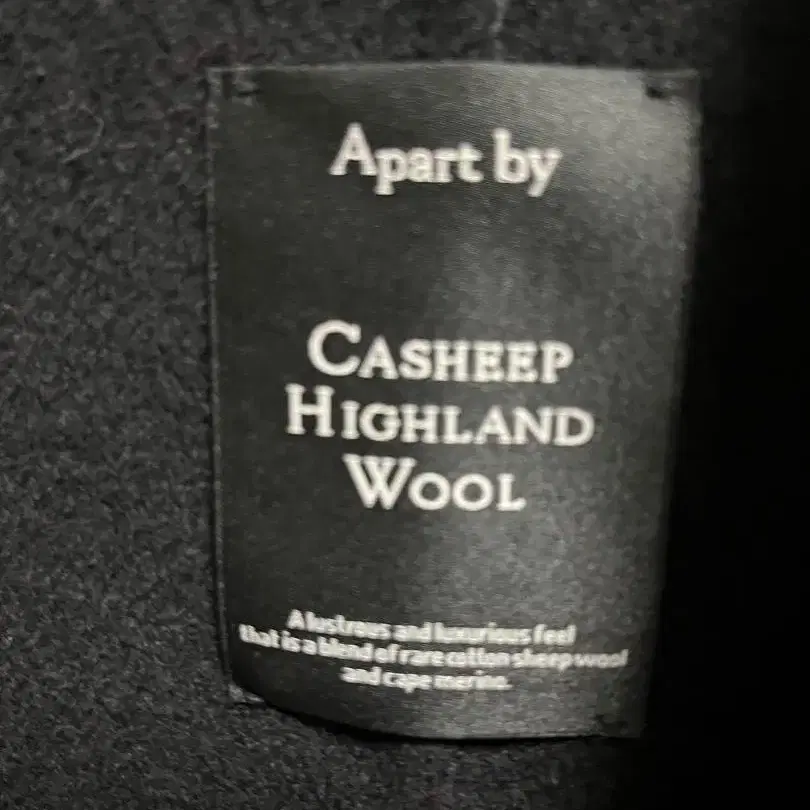 Apart by
CASHEEP
HIGHLAND
WOOL
A lustrous and luxurious feel
that is a blend of rare cotton sheep wool
and cape merino.